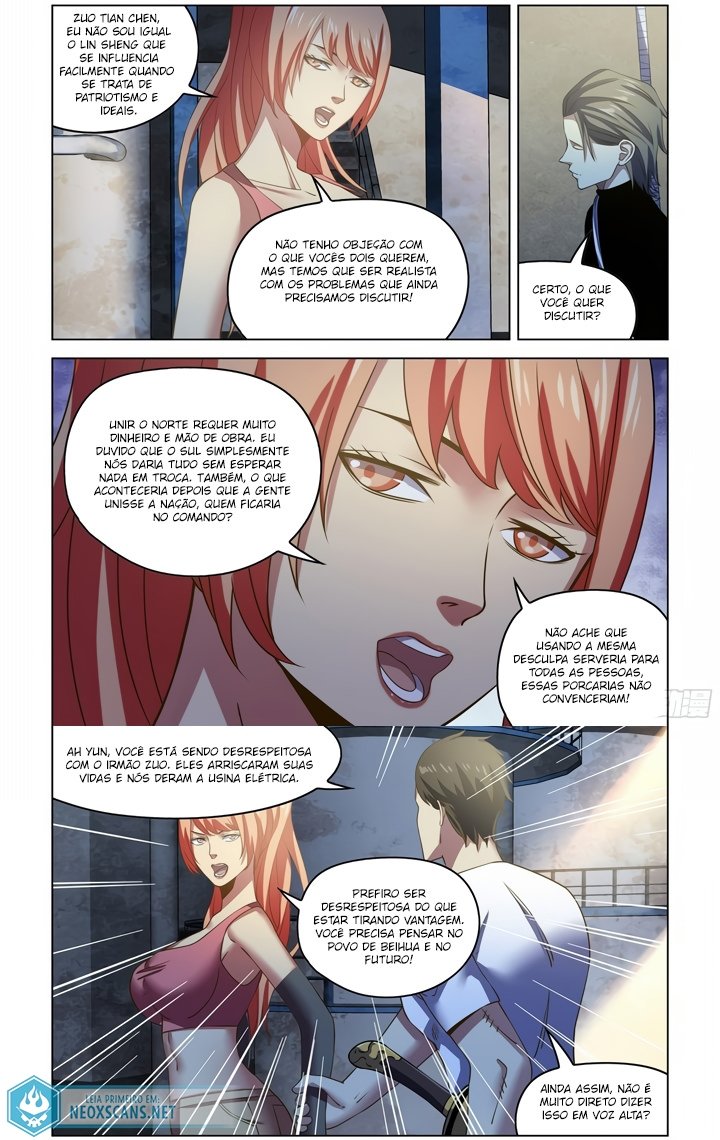 ZUO TIAN CHEN,
EU NÃO SOU IGUAL
O LIN SHENG QUE
SE INFLUENCIA
FACILMENTE QUANDO
SE TRATA DE
PATRIOTISMO E
IDEAIS.
NÃO TENHO OBJEÇÃO COM
O QUE VOCÊS DOIS QUEREM,
MAS TEMOS QUE SER REALISTA
COM OS PROBLEMAS QUE AINDA
PRECISAMOS DISCUTIR!
CERTO, O QUE
VOCÊ QUER
DISCUTIR?
UNIR O NORTE REQUER MUITO
DINHEIRO E MÃO DE OBRA. EU
DUVIDO QUE O SUL SIMPLESMENTE
NÓS DARIA TUDO SEM ESPERAR
NADA EM TROCA. TAMBÉM, O QUE
ACONTECERIA DEPOIS QUE A GENTE
UNISSE A NAÇÃO, QUEM FICARIA
NO COMANDO?
NÃO ACHE QUE
USANDO A MESMA
DESCULPA SERVERIA PARA
TODAS AS PESSOAS,
ESSAS PORCARIAS NÃO
CONVENCERIAM!
AH YUN, VOCÊ ESTÁ SENDO DESRESPEITOSA
COM O IRMÃO ZUO. ELES ARRISCARAM SUAS
VIDAS E NÓS DERAM A USINA ELÉTRICA.
PREFIRO SER
DESRESPEITOSA DO QUE
ESTAR TIRANDO VANTAGEM.
VOCÊ PRECISA PENSAR NO
POVO DE BEIHUA E NO
FUTURO!
AINDA ASSIM, NÃO É
MUITO DIRETO DIZER
ISSO EM VOZ ALTA?
LEIA PRIMEIRO EM:
NEOXSCANS.NET